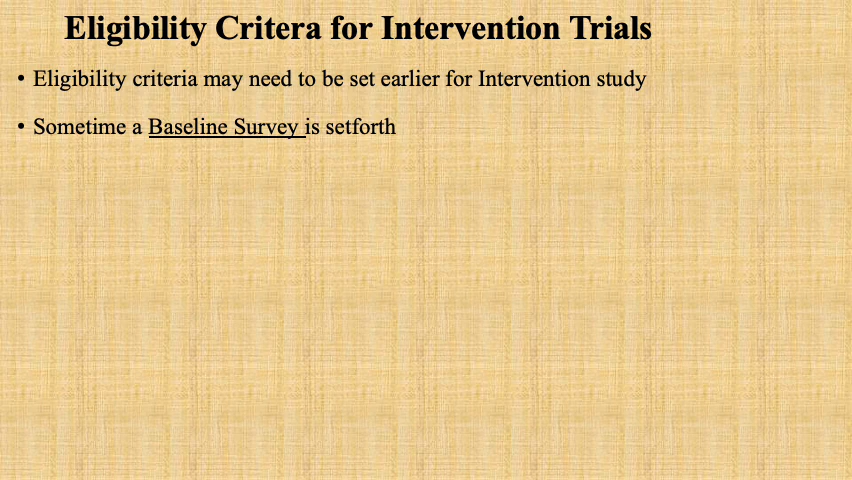 Eligibility Critera for Intervention Trials
• Eligibility criteria may need to be set earlier for Intervention study
• Sometime a Baseline Survey is setforth